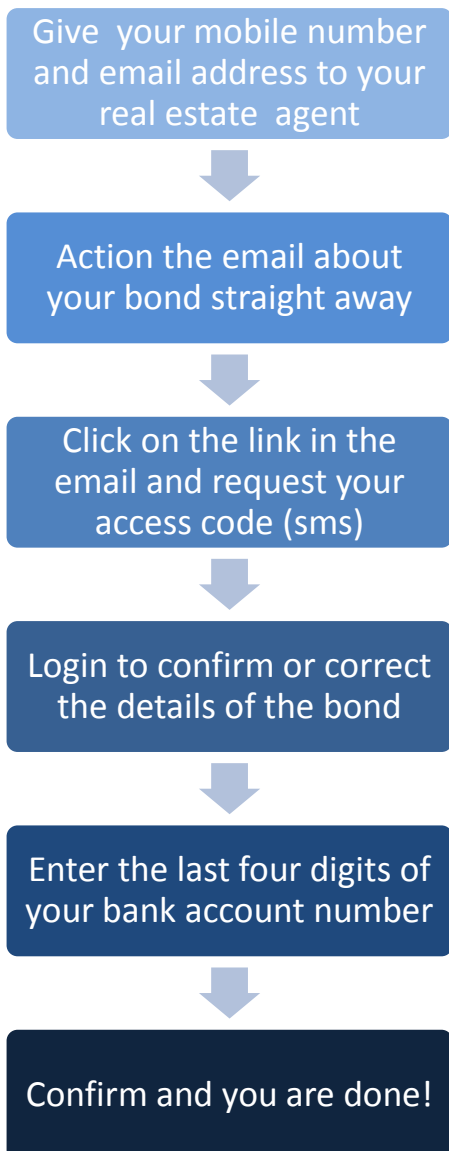 Give  your mobile number
and email address to your
real estate  agent
Action the email about
your bond straight away
Click on the link in the
email and request your
access code (sms)
Login to confirm or correct
the details of the bond
Enter the last four digits of
your bank account number
Confirm and you are done!